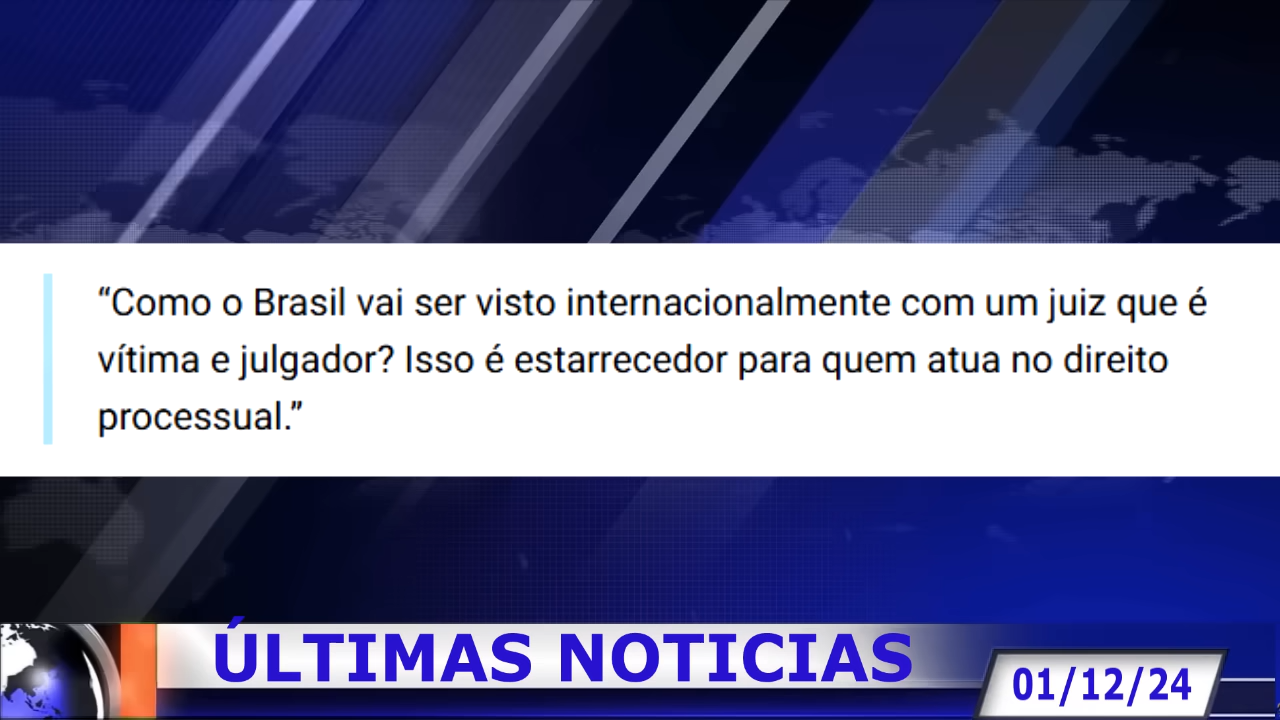 “Como o Brasil vai ser visto internacionalmente com um juiz que é
vítima e julgador? Isso é estarrecedor para quem atua no direito
processual.”
ÚLTIMAS NOTICIAS
01/12/24